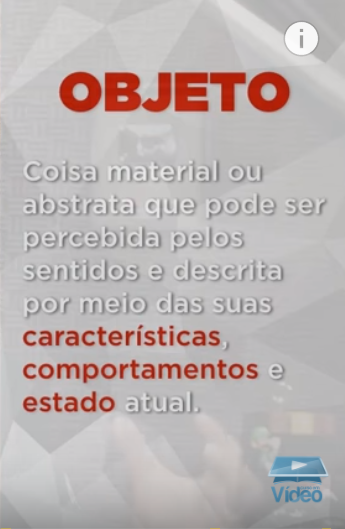 i
OBJETO
Coisa material ou
abstrata que pode ser
percebida pelos
sentidos e descrita
por meio das suas
características,
comportamentos e
estado atual.
Vídeo